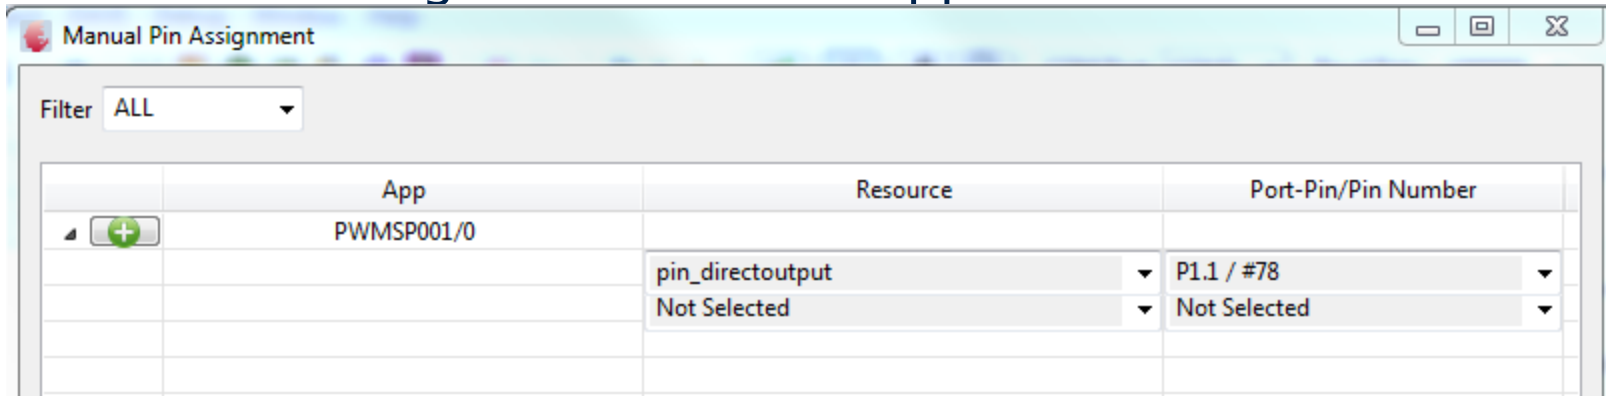 Manual Pin Assignment
Filter ALL
App Resource Port-Pin/Pin Number
PWMSP001/0
pin_directoutput P1.1 / #78
Not Selected Not Selected